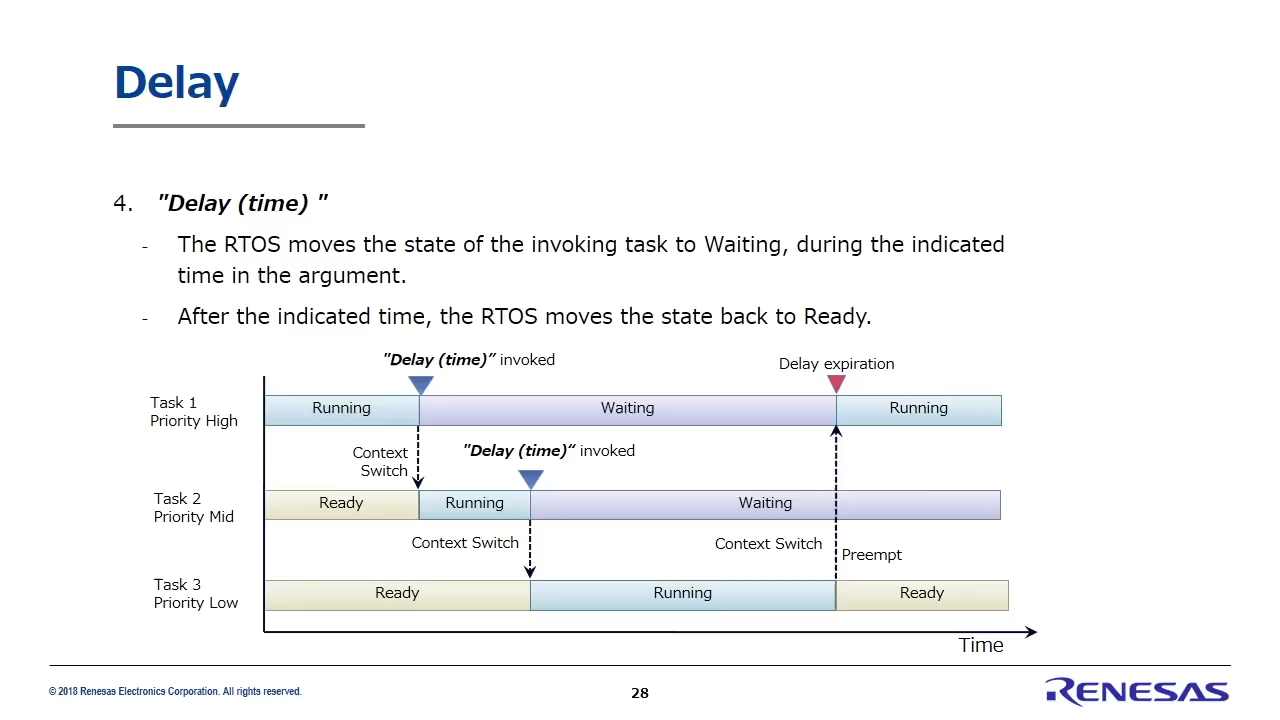 Delay
4. "Delay (time) "
- The RTOS moves the state of the invoking task to Waiting, during the indicated
time in the argument.
- After the indicated time, the RTOS moves the state back to Ready.
"Delay (time)” invoked
Delay expiration
Task 1
Priority High
Running
Waiting
Running
Context
Switch
"Delay (time)“ invoked
Task 2
Priority Mid
Ready
Running
Waiting
Context Switch
Context Switch
Preempt
Task 3
Priority Low
Ready
Running
Ready
Time
© 2018 Renesas Electronics Corporation. All rights reserved.
28
RENESAS